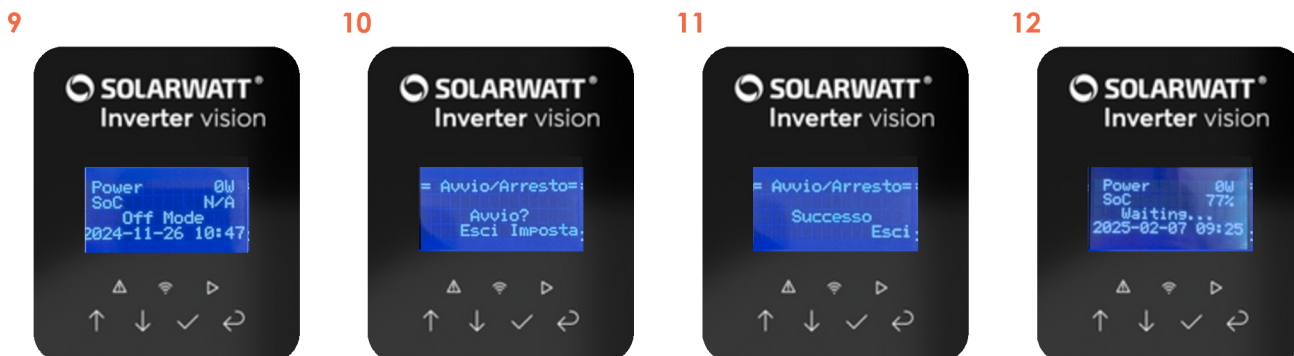 9
SOLARWATT®
Inverter vision
Power 0W
SoC N/A
Off Mode
2024-11-26 10:47
10
SOLARWATT®
Inverter vision
= Avvio/Arresto=
Avvio?
Esci Imposta
11
SOLARWATT®
Inverter vision
= Avvio/Arresto=
Successo
Esci
12
SOLARWATT®
Inverter vision
Power 0W
SoC 77%
Waiting...
2025-02-07 09:25